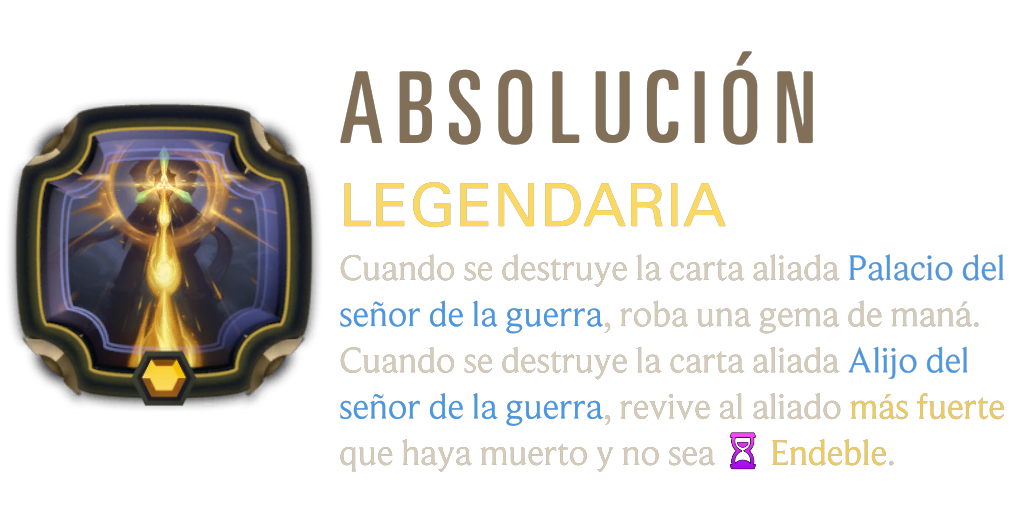 ABSOLUCIÓN
LEGENDARIA
Cuando se destruye la carta aliada Palacio del
señor de la guerra, roba una gema de maná.
Cuando se destruye la carta aliada Alijo del
señor de la guerra, revive al aliado más fuerte
que haya muerto y no sea Endeble.